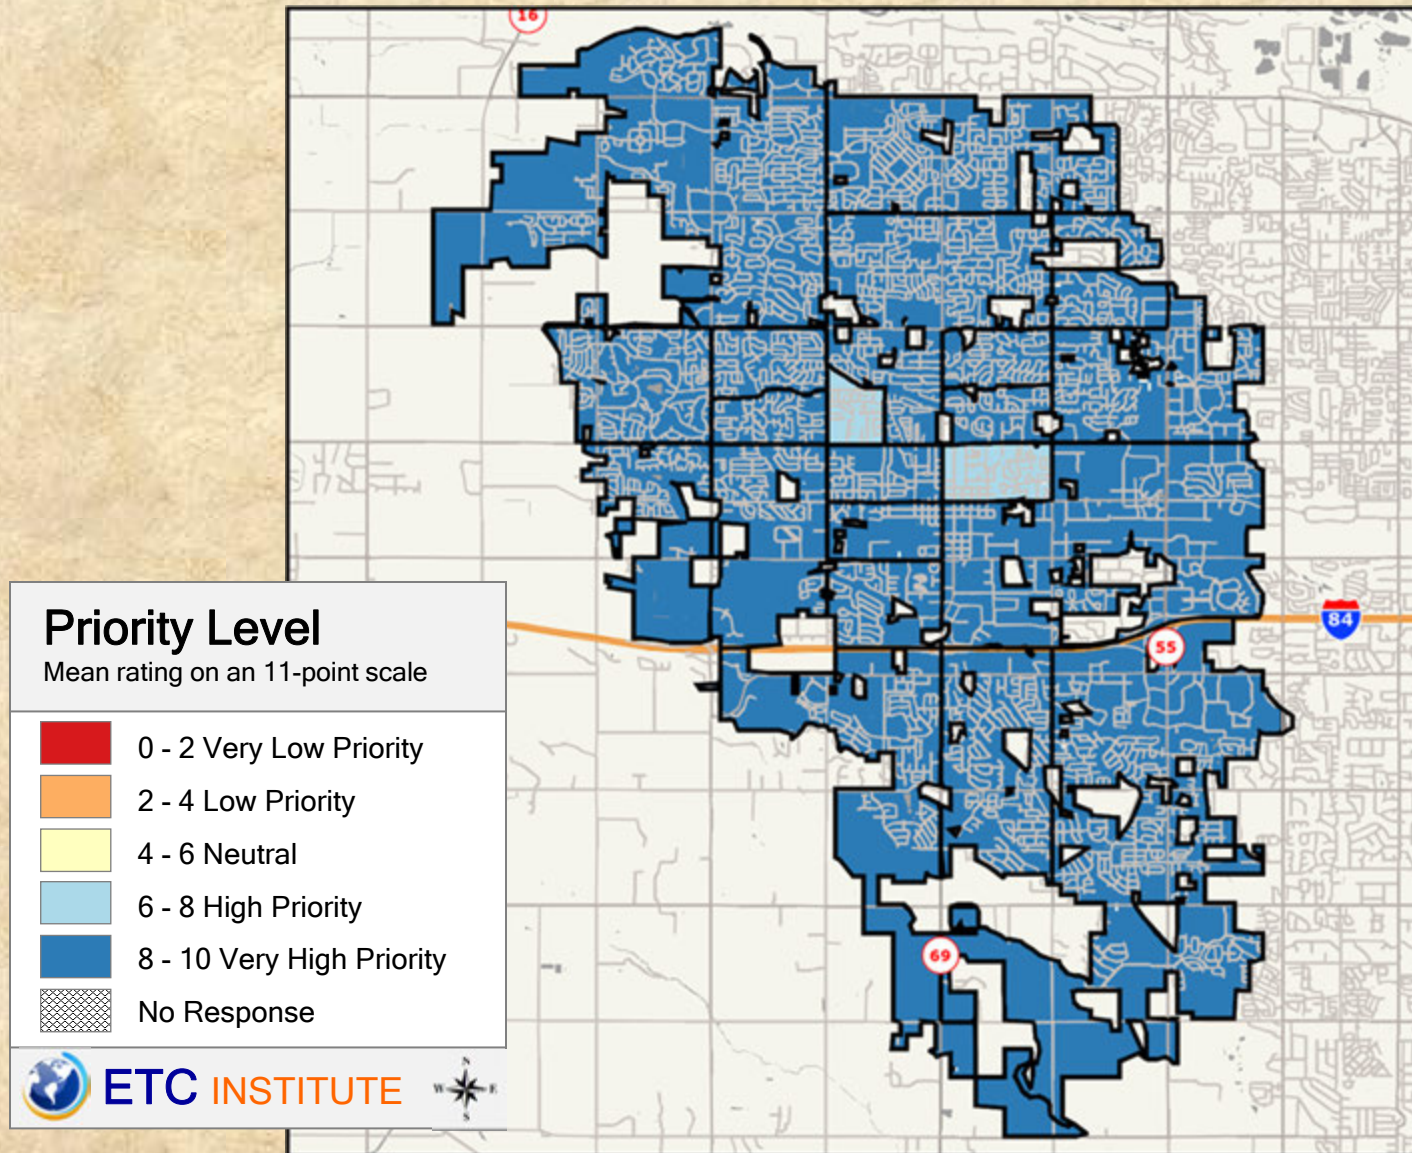 16
84
55
69
Priority Level
Mean rating on an 11-point scale
0 - 2 Very Low Priority
2 - 4 Low Priority
4 - 6 Neutral
6 - 8 High Priority
8 - 10 Very High Priority
No Response
ETC INSTITUTE
N
W E
S